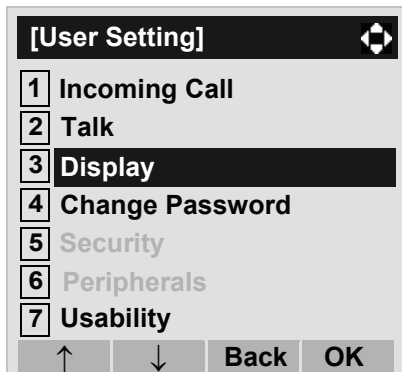 [User Setting]
1 Incoming Call
2 Talk
3 Display
4 Change Password
5 Security
6 Peripherals
7 Usability
↑ ↓ Back OK